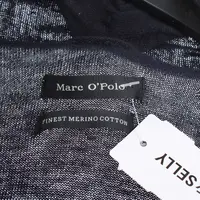 Marc O'Polo
FINEST MERINO COTTON
SELLY